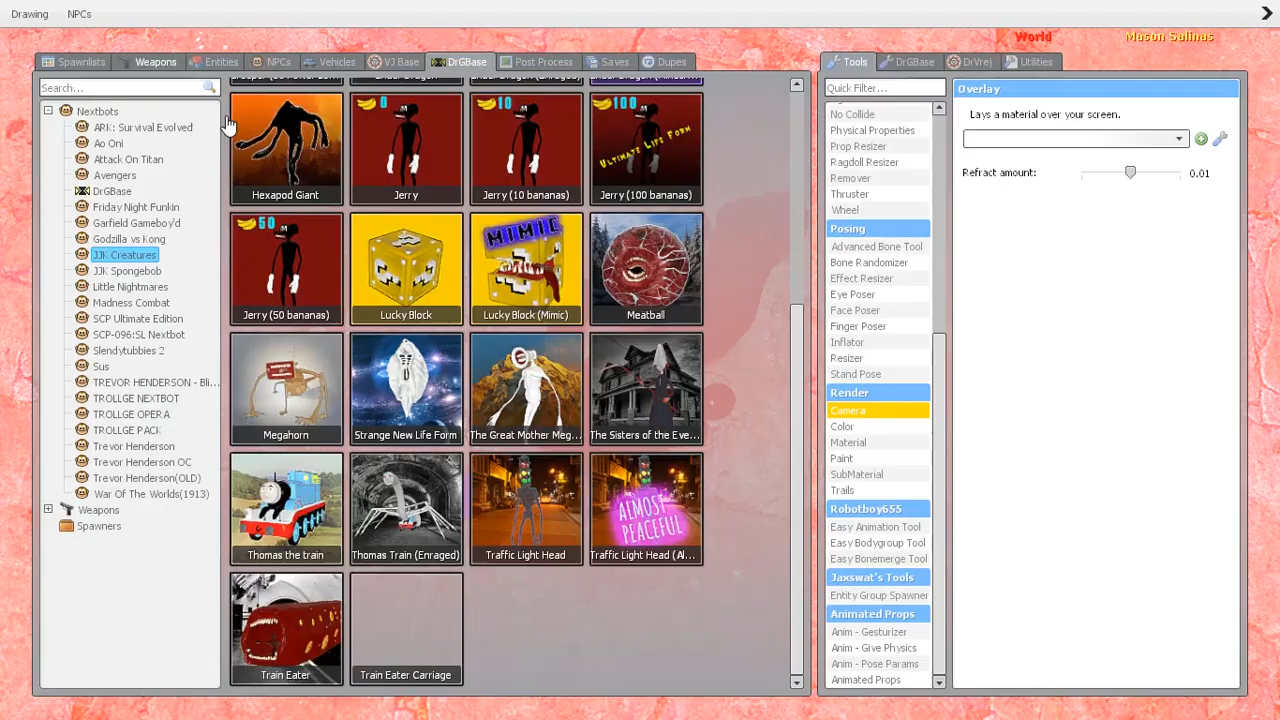 Drawing NPCs
World Mason Salinas
Spawnlists Weapons Entities NPCs Vehicles VJ Base DrGBase Post Process Saves Dupes
Tools DrGBase DrVrej Utilities
Search...
Nextbots
ARK: Survival Evolved
Ao Oni
Attack On Titan
Avengers
DrGBase
Friday Night Funkin
Garfield Gameboy'd
Godzilla vs Kong
JJK Creatures
JJK Spongebob
Little Nightmares
Madness Combat
SCP Ultimate Edition
SCP-096:SL Nextbot
Slendytubbies 2
Sus
TREVOR HENDERSON - Bli...
TROLLGE NEXTBOT
TROLLGE OPERA
TROLLGE PACK
Trevor Henderson
Trevor Henderson OC
Trevor Henderson(OLD)
War Of The Worlds(1913)
Weapons
Spawners
Hexapod Giant
0
Jerry
10
Jerry (10 bananas)
100
ULTIMATE LIFE FORM
Jerry (100 bananas)
50
Jerry (50 bananas)
Lucky Block
MIMIC
Lucky Block (Mimic)
Meatball
Megahorn
Strange New Life Form
The Great Mother Meg...
The Sisters of the Eve...
Thomas the train
Thomas Train (Enraged)
Traffic Light Head
ALMOST
PEACEFUL
Traffic Light Head (Al...
Train Eater
Train Eater Carriage
Quick Filter...
No Collide
Physical Properties
Prop Resizer
Ragdoll Resizer
Remover
Thruster
Wheel
Posing
Advanced Bone Tool
Bone Randomizer
Effect Resizer
Eye Poser
Face Poser
Finger Poser
Inflator
Resizer
Stand Pose
Render
Camera
Color
Material
Paint
SubMaterial
Trails
Robotboy655
Easy Animation Tool
Easy Bodygroup Tool
Easy Bonemerge Tool
Jaxswat's Tools
Entity Group Spawner
Animated Props
Anim - Gesturizer
Anim - Give Physics
Anim - Pose Params
Animated Props
Overlay
Lays a material over your screen.
Refract amount: 0.01